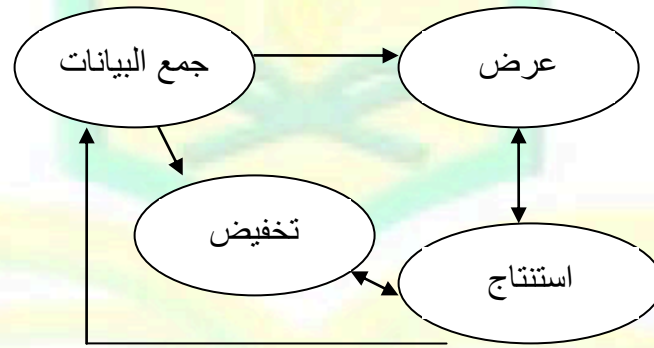 جمع البيانات
عرض
تخفيض
استنتاج